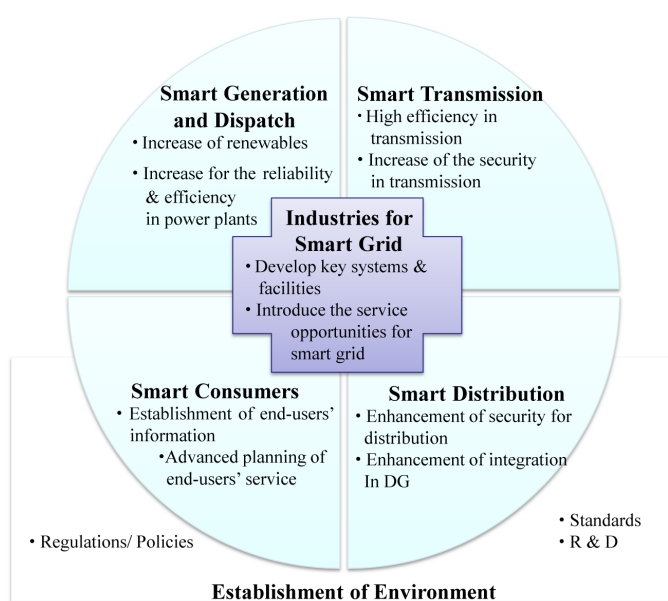 Smart Generation
and Dispatch
• Increase of renewables
• Increase for the reliability
& efficiency
in power plants
Smart Transmission
• High efficiency in
transmission
• Increase of the security
in transmission
Industries for
Smart Grid
• Develop key systems &
facilities
• Introduce the service
opportunities for
smart grid
Smart Consumers
• Establishment of end-users’
information
•Advanced planning of
end-users’ service
Smart Distribution
• Enhancement of security for
distribution
• Enhancement of integration
In DG
• Regulations/ Policies
• Standards
• R & D
Establishment of Environment